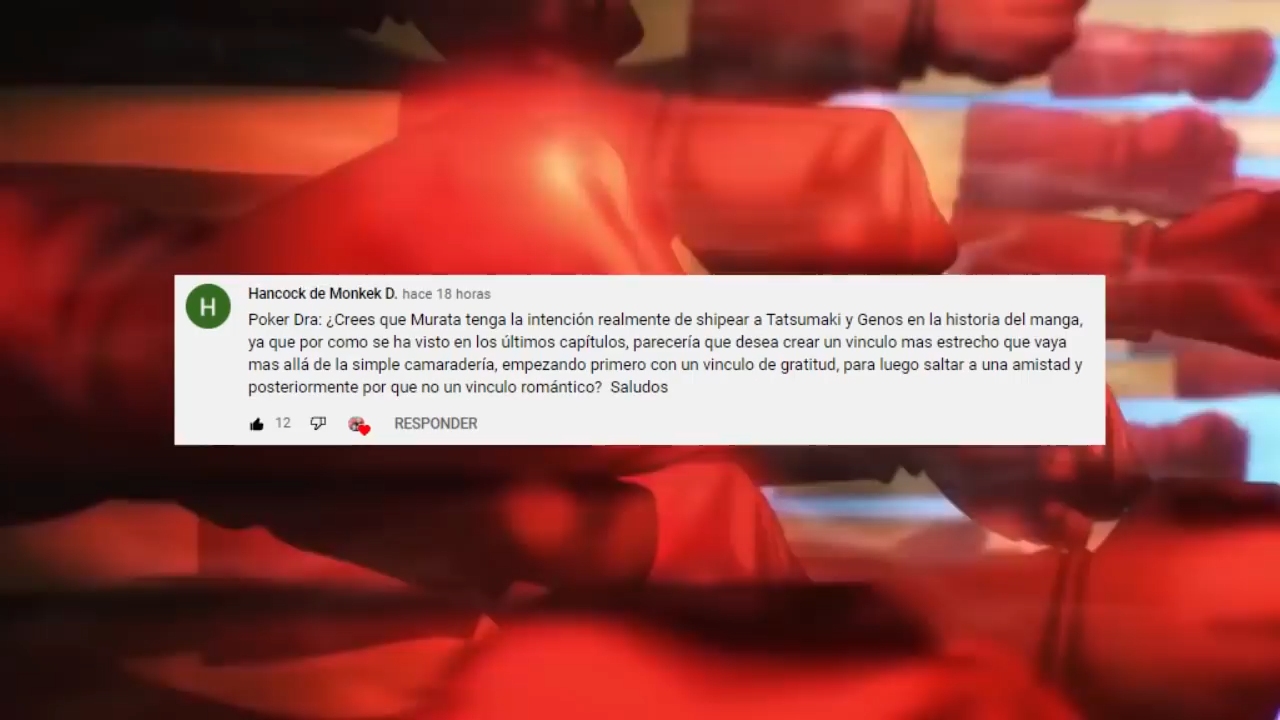 H
Hancock de Monkek D. hace 18 horas
Poker Dra: ¿Crees que Murata tenga la intención realmente de shipear a Tatsumaki y Genos en la historia del manga,
ya que por como se ha visto en los últimos capítulos, parecería que desea crear un vinculo mas estrecho que vaya
mas allá de la simple camaradería, empezando primero con un vinculo de gratitud, para luego saltar a una amistad y
posteriormente por que no un vinculo romántico?  Saludos
12 RESPONDER